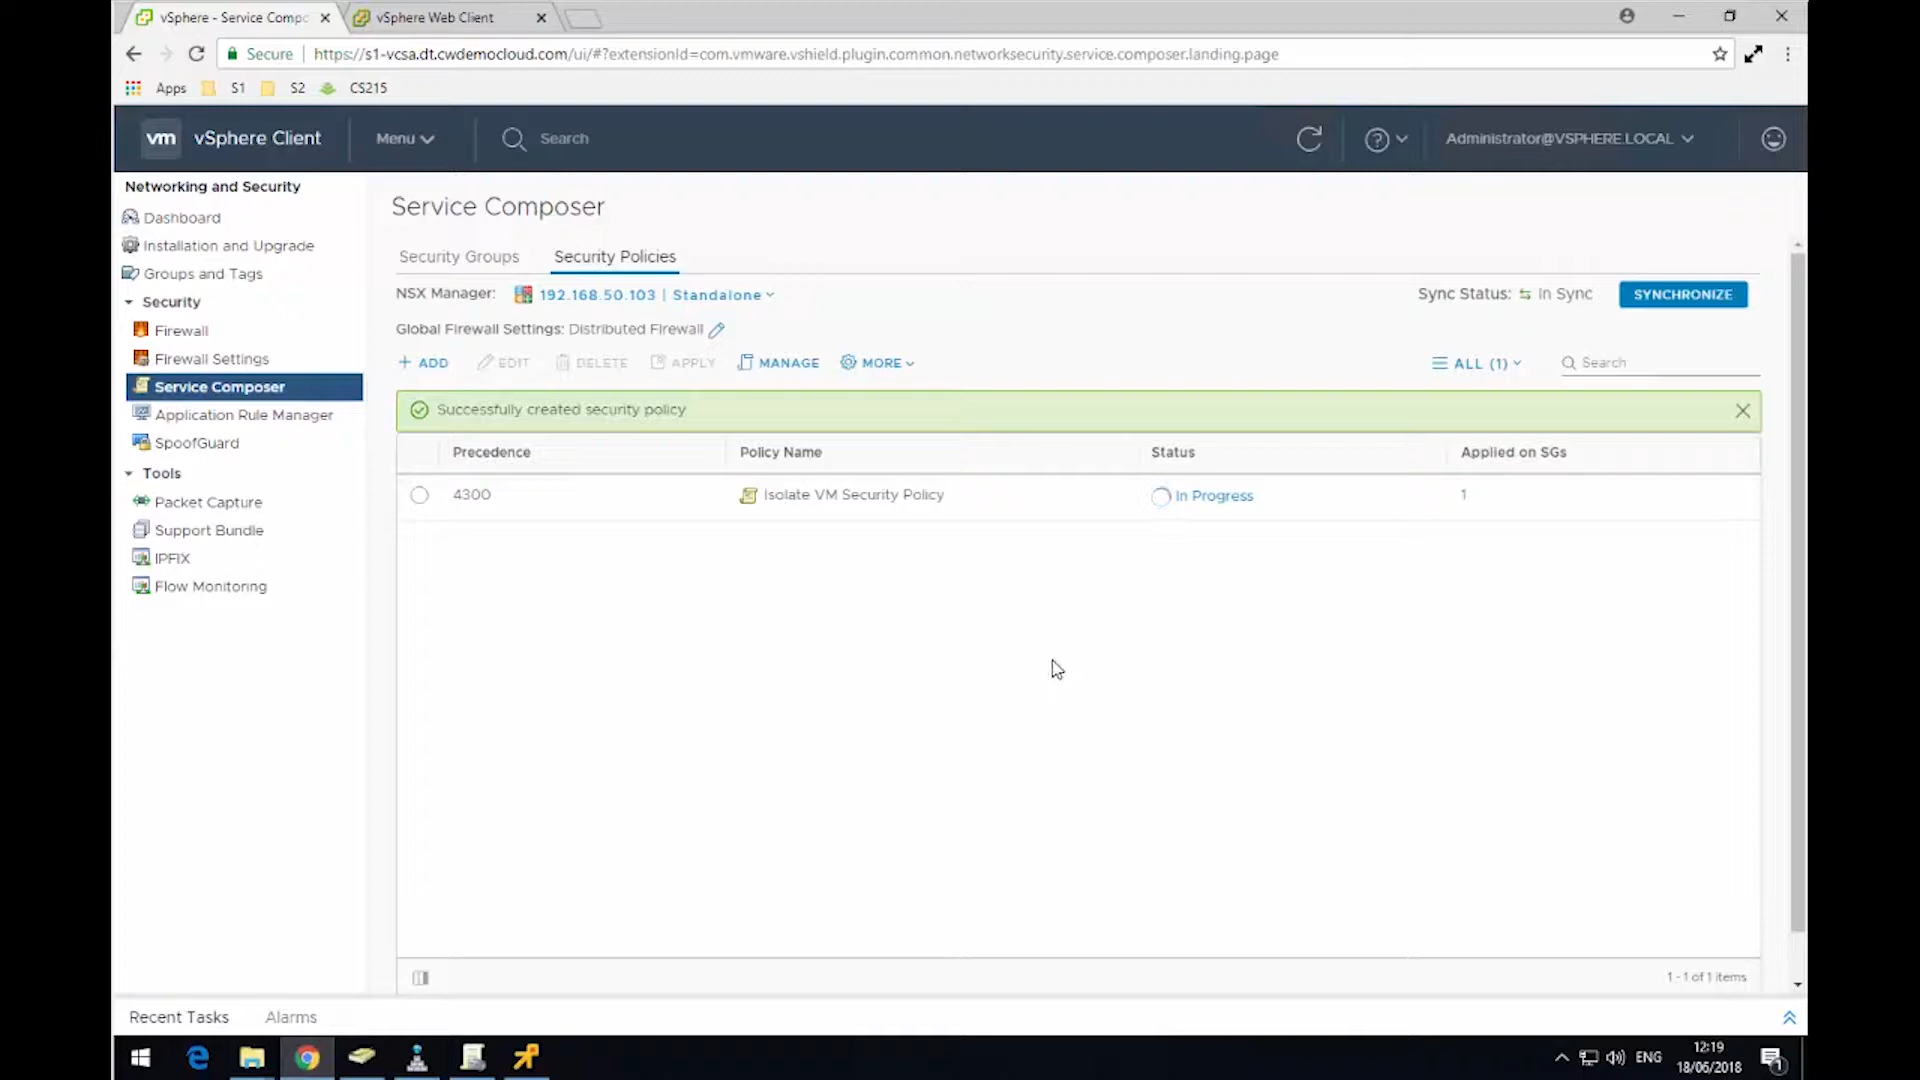 vSphere - Service Compo
vSphere Web Client
Secure
https://s1-vcsa.dt.cwdemocloud.com/ui/#?extensionId=com.vmware.vshield.plugin.common.networksecurity.service.composer.landing.page
Apps
S1
S2
CS215
vm
vSphere Client
Menu
Search
Administrator@VSPHERE.LOCAL
Networking and Security
Dashboard
Installation and Upgrade
Groups and Tags
Security
Firewall
Firewall Settings
Service Composer
Application Rule Manager
SpoofGuard
Tools
Packet Capture
Support Bundle
IPFIX
Flow Monitoring
Service Composer
Security Groups
Security Policies
NSX Manager: 192.168.50.103 | Standalone
Sync Status: In Sync
SYNCHRONIZE
Global Firewall Settings: Distributed Firewall
+ ADD
EDIT
DELETE
APPLY
MANAGE
MORE
ALL (1)
Search
Successfully created security policy
Precedence
Policy Name
Status
Applied on SGs
4300
Isolate VM Security Policy
In Progress
1
1 - 1 of 1 items
Recent Tasks
Alarms
ENG
12:19
18/06/2018
1